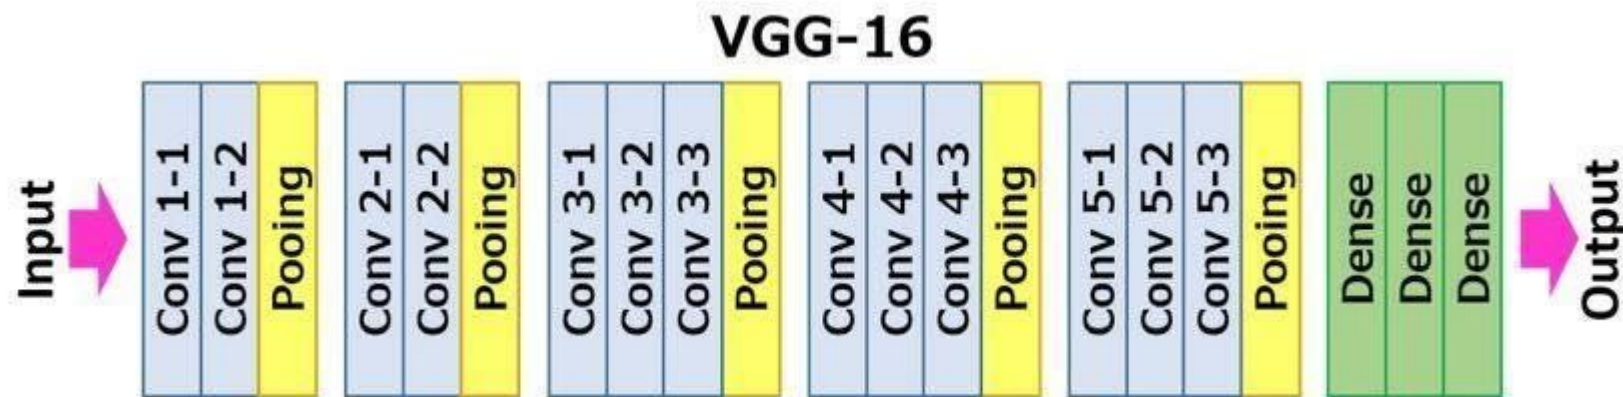 VGG-16
Input
Conv 1-1
Conv 1-2
Pooing
Conv 2-1
Conv 2-2
Pooing
Conv 3-1
Conv 3-2
Conv 3-3
Pooing
Conv 4-1
Conv 4-2
Conv 4-3
Pooing
Conv 5-1
Conv 5-2
Conv 5-3
Pooing
Dense
Dense
Dense
Output